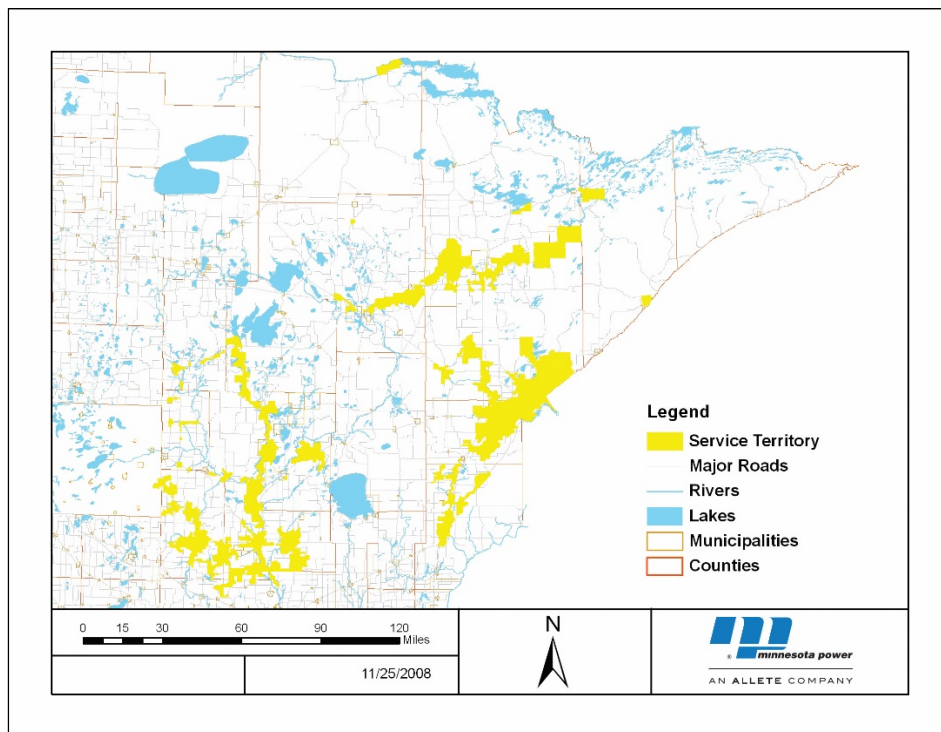 Legend
Service Territory
Major Roads
Rivers
Lakes
Municipalities
Counties
0 15 30 60 90 120
Miles
11/25/2008
N
®
minnesota power
AN ALLETE COMPANY